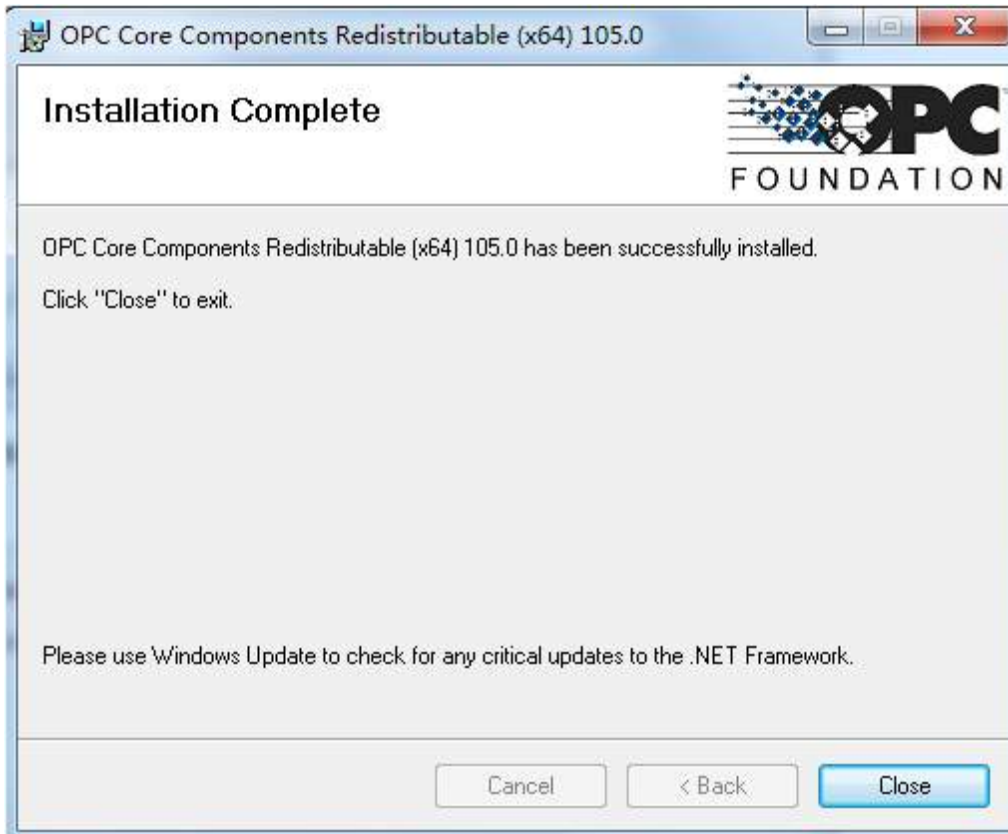 OPC Core Components Redistributable (x64) 105.0
Installation Complete
OPC
FOUNDATION
OPC Core Components Redistributable (x64) 105.0 has been successfully installed.
Click "Close" to exit.
Please use Windows Update to check for any critical updates to the .NET Framework.
Cancel
< Back
Close